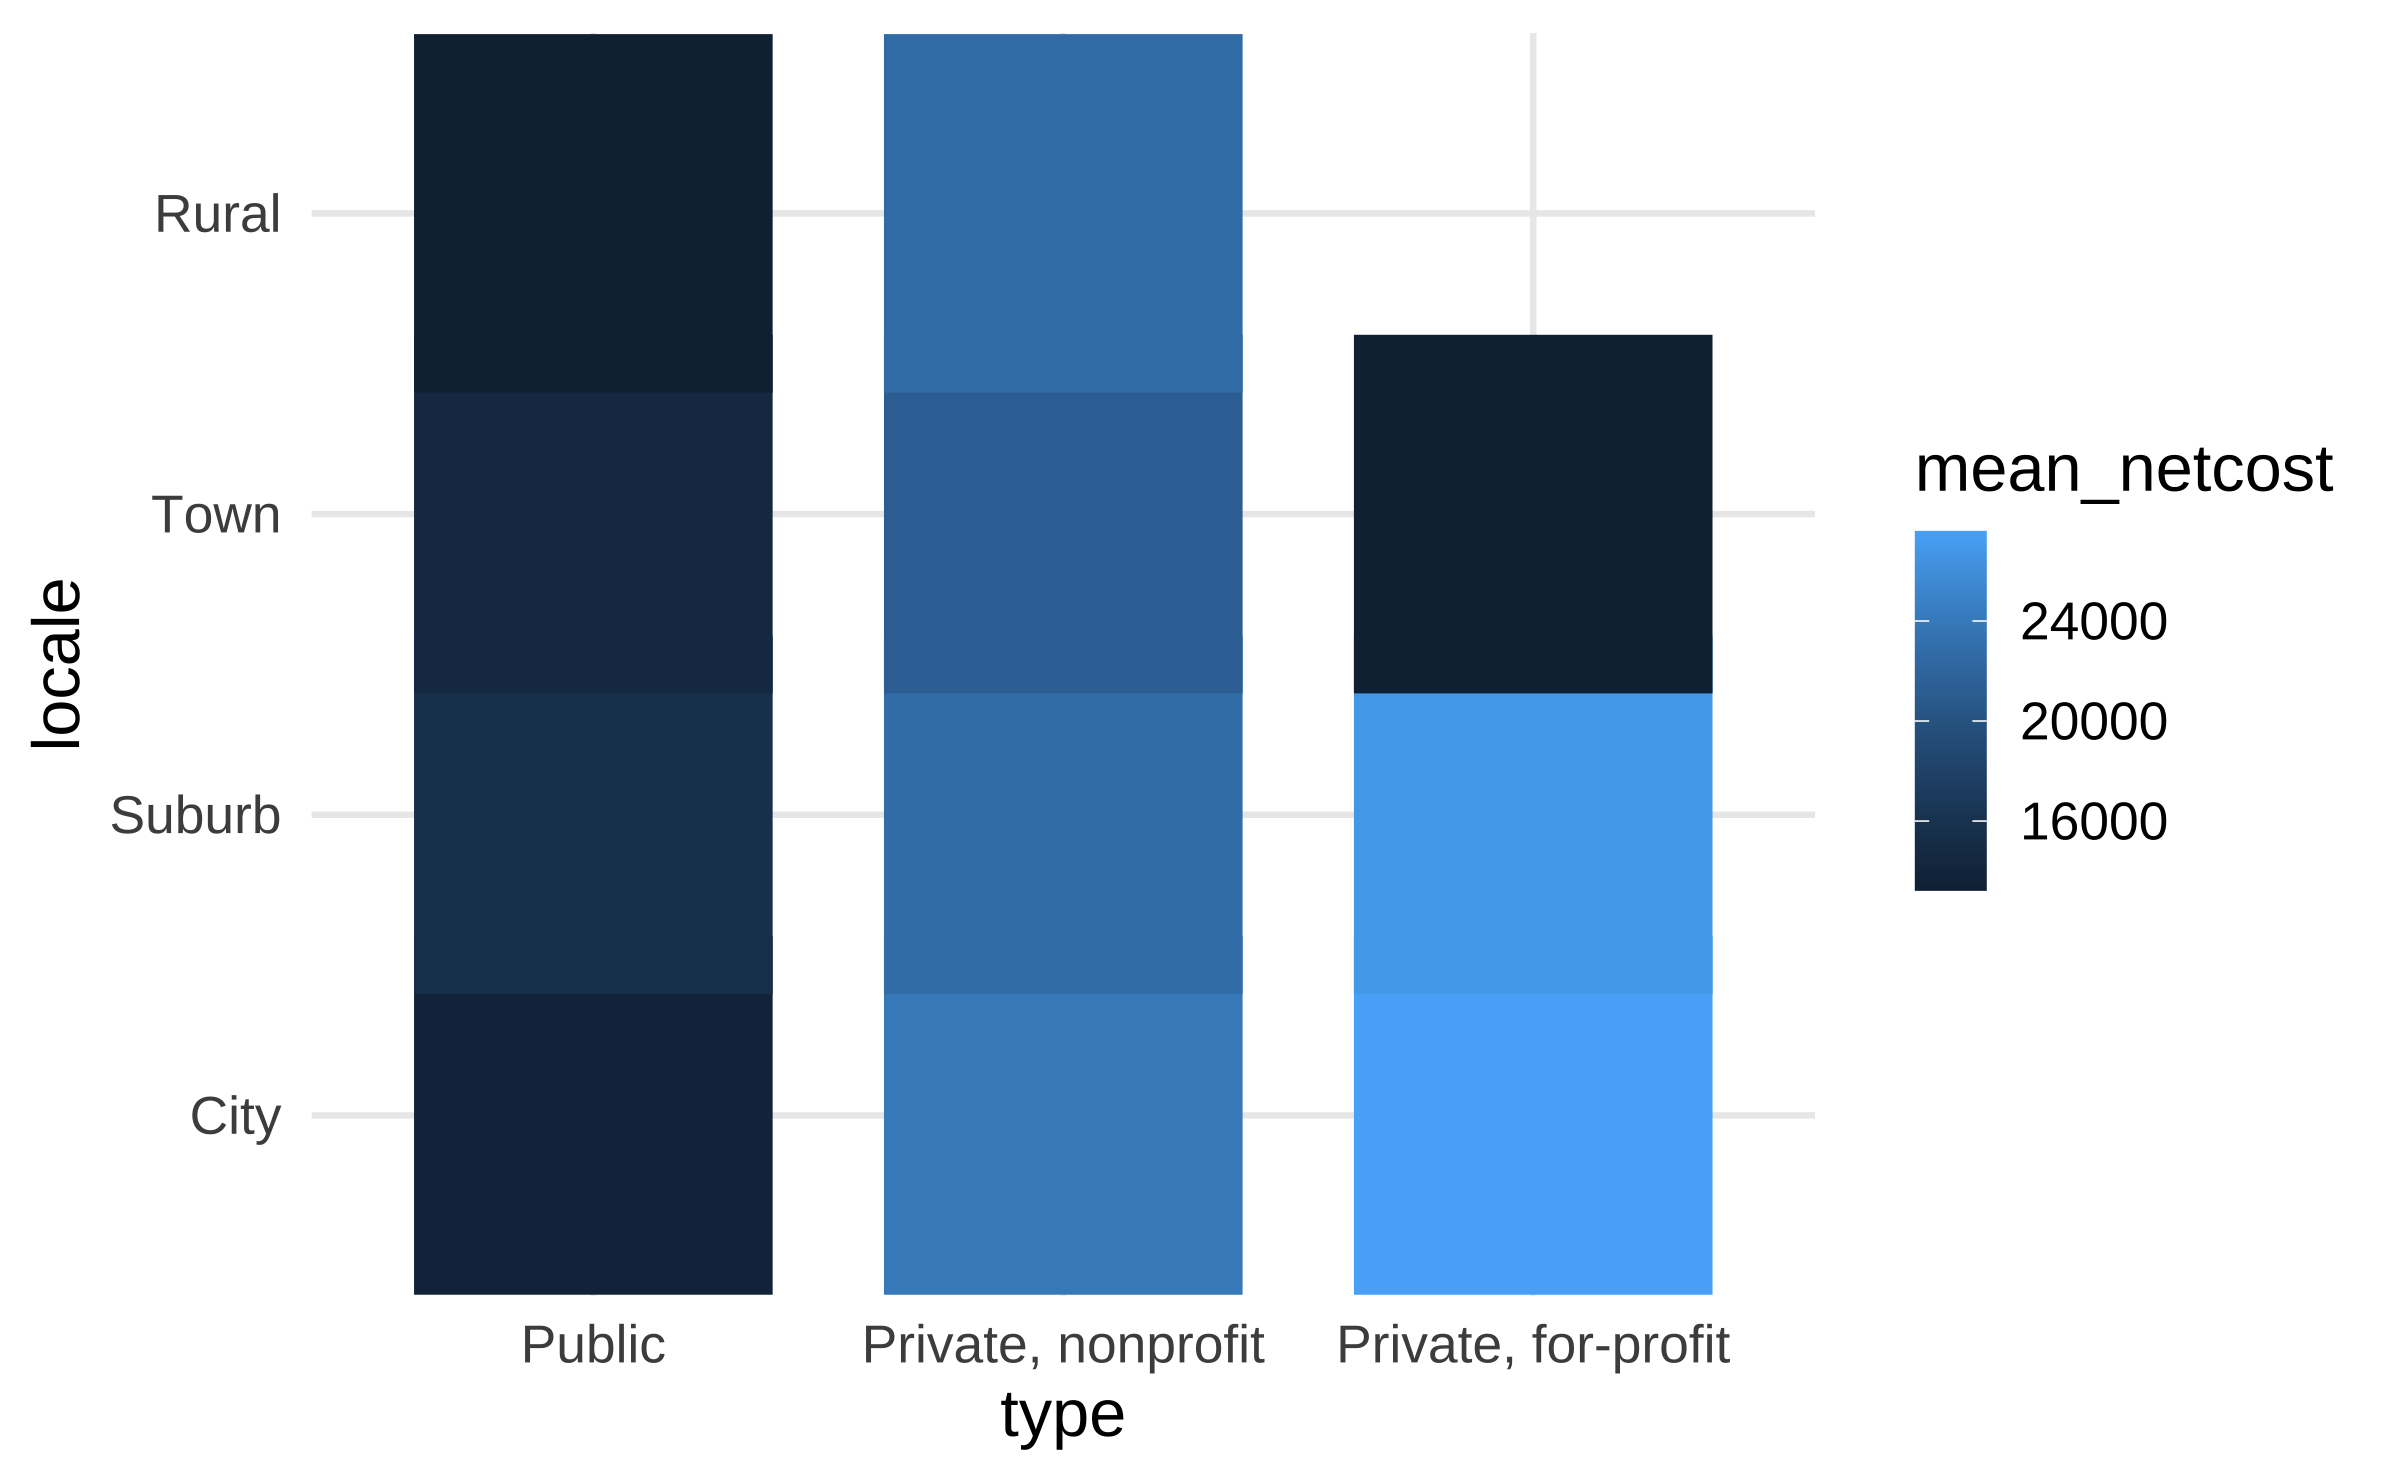 Rural
Town
Suburb
City
locale
Public
Private, nonprofit
Private, for-profit
type
mean_netcost
24000
20000
16000